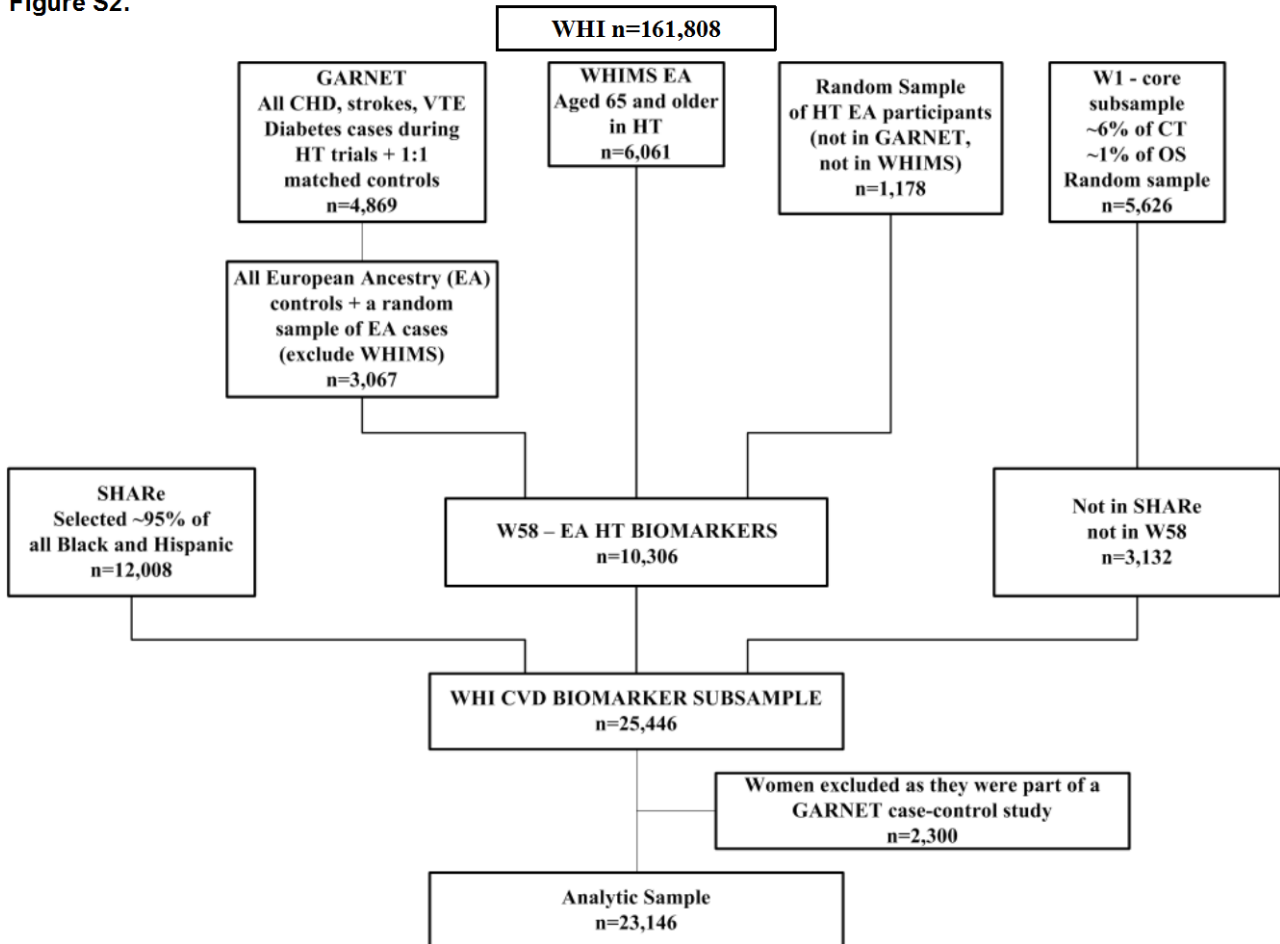 Figure S2.
WHI n=161,808
GARNET
All CHD, strokes, VTE
Diabetes cases during
HT trials + 1:1
matched controls
n=4,869
WHIMS EA
Aged 65 and older
in HT
n=6,061
Random Sample
of HT EA participants
(not in GARNET,
not in WHIMS)
n=1,178
W1 - core
subsample
~6% of CT
~1% of OS
Random sample
n=5,626
All European Ancestry (EA)
controls + a random
sample of EA cases
(exclude WHIMS)
n=3,067
SHARe
Selected ~95% of
all Black and Hispanic
n=12,008
W58 – EA HT BIOMARKERS
n=10,306
Not in SHARe
not in W58
n=3,132
WHI CVD BIOMARKER SUBSAMPLE
n=25,446
Women excluded as they were part of a
GARNET case-control study
n=2,300
Analytic Sample
n=23,146